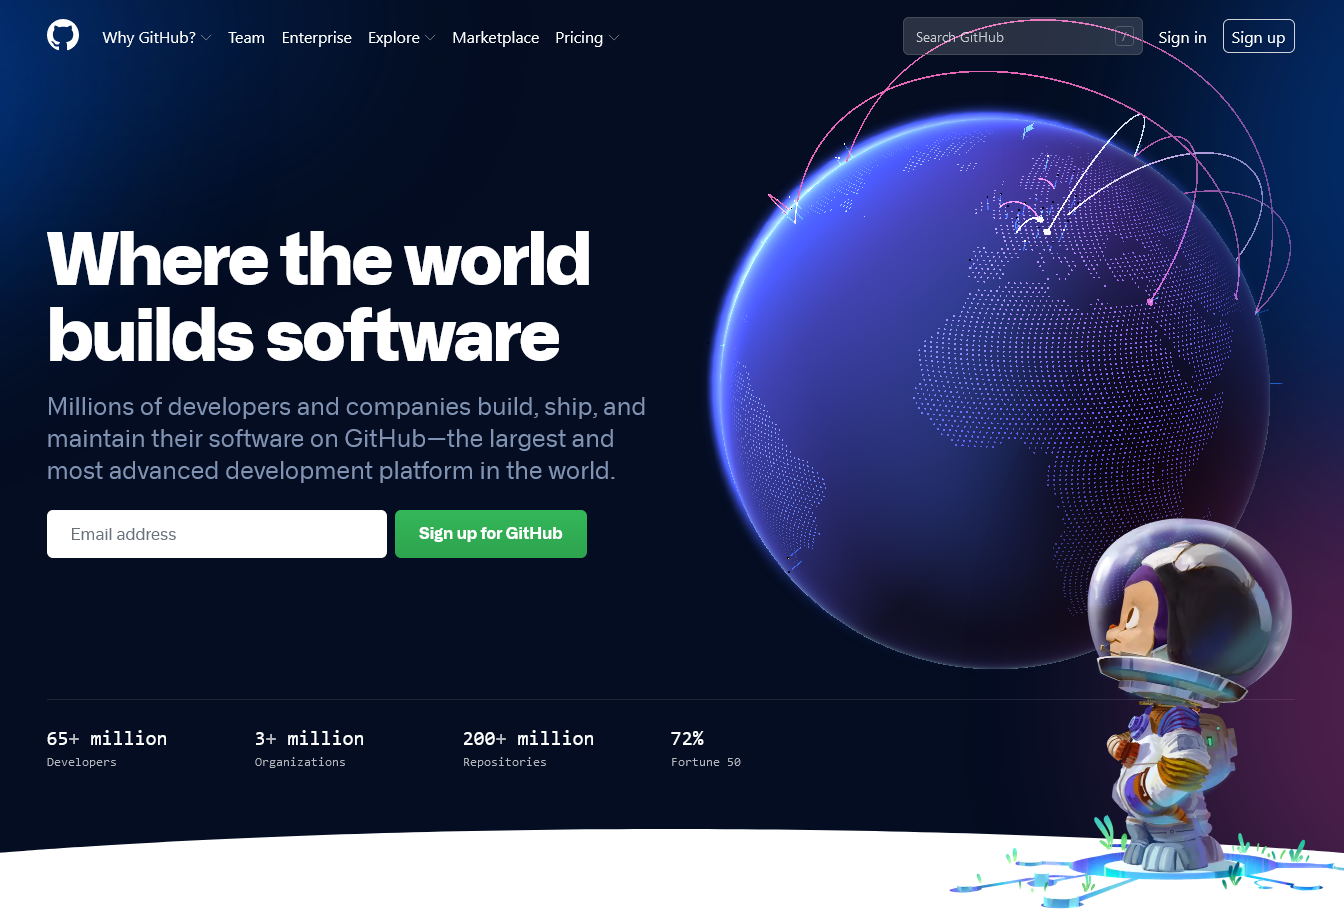 Why GitHub? Team Enterprise Explore Marketplace Pricing Search GitHub / Sign in Sign up
Where the world
builds software
Millions of developers and companies build, ship, and
maintain their software on GitHub—the largest and
most advanced development platform in the world.
Email address Sign up for GitHub
65+ million 3+ million 200+ million 72%
Developers Organizations Repositories Fortune 50